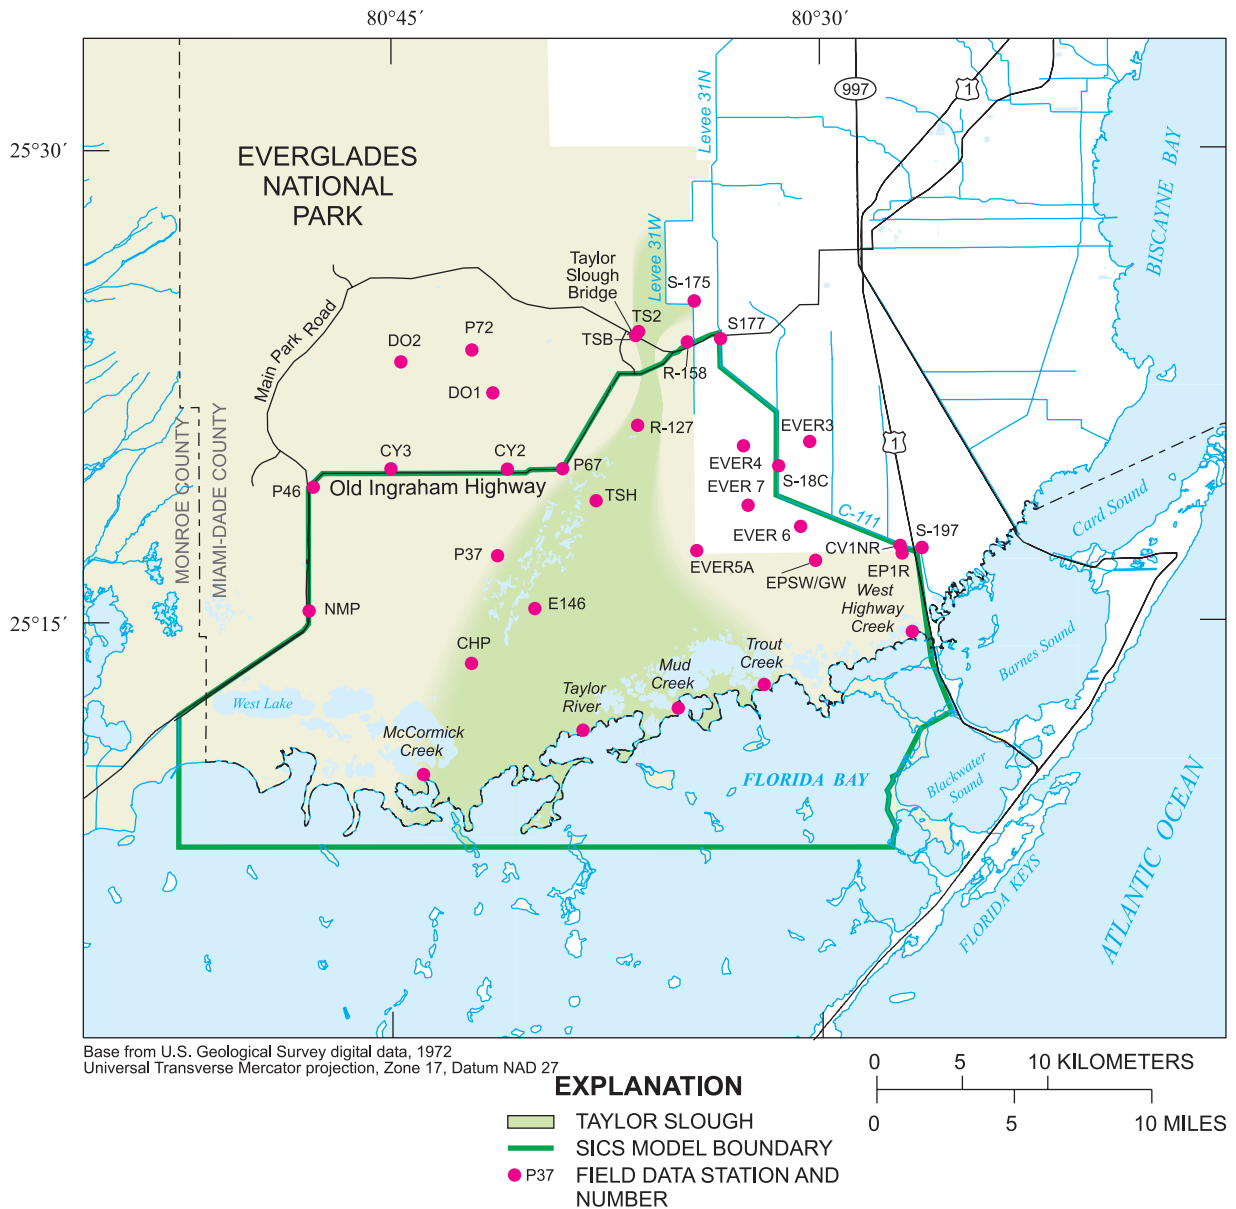 80°45′
80°30′
25°30′
25°15′
EVERGLADES
NATIONAL
PARK
Levee 31N
997
1
BISCAYNE BAY
Levee 31W
Taylor
Slough
Bridge
S-175
TS2
TSB
S177
R-158
Main Park Road
DO2
P72
DO1
R-127
EVER3
1
MONROE COUNTY
MIAMI-DADE COUNTY
CY3
CY2
P67
EVER4
S-18C
P46
Old Ingraham Highway
TSH
EVER 7
C-111
Card Sound
EVER 6
S-197
CV1NR
P37
EVER5A
EPSW/GW
EP1R
NMP
E146
West
Highway
Creek
Barnes Sound
CHP
Mud
Creek
Trout
Creek
West Lake
Taylor
River
McCormick
Creek
FLORIDA BAY
Blackwater
Sound
FLORIDA KEYS
ATLANTIC OCEAN
Base from U.S. Geological Survey digital data, 1972
Universal Transverse Mercator projection, Zone 17, Datum NAD 27
0 5 10 KILOMETERS
0 5 10 MILES
EXPLANATION
TAYLOR SLOUGH
SICS MODEL BOUNDARY
P37 FIELD DATA STATION AND
NUMBER